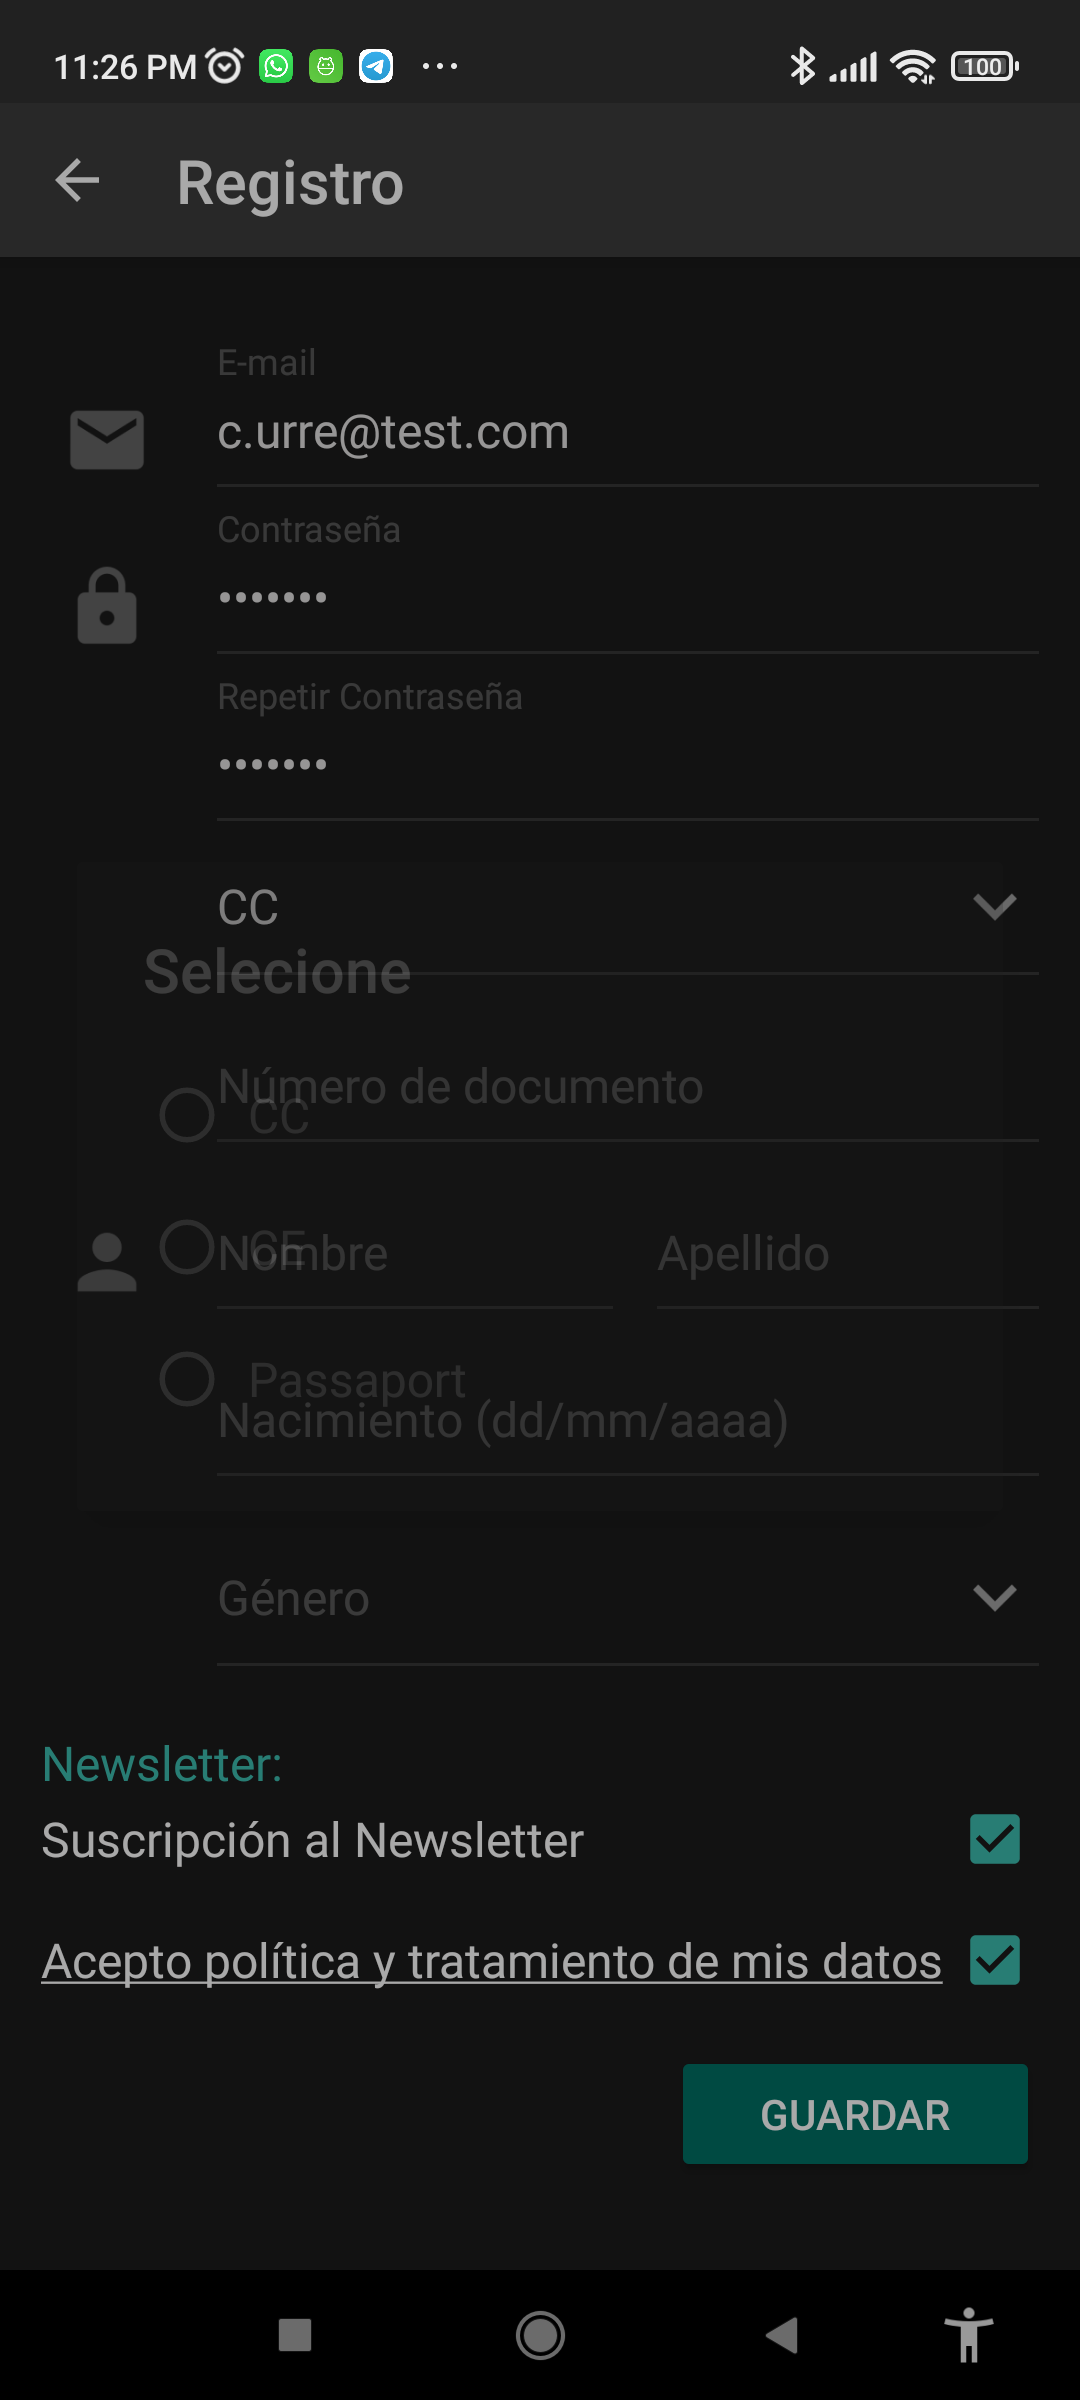 11:26 PM
100
Registro
E-mail
c.urre@test.com
Contraseña
•••••••
Repetir Contraseña
•••••••
CC
Selecione
Número de documento
CC
CE
Nombre
Apellido
Passaport
Nacimiento (dd/mm/aaaa)
Género
Newsletter:
Suscripción al Newsletter
Acepto política y tratamiento de mis datos
GUARDAR